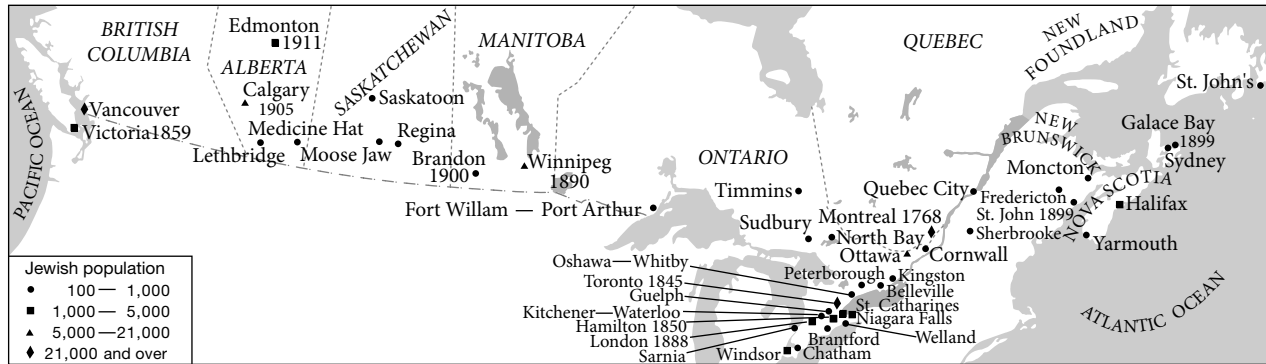 BRITISH
COLUMBIA
Edmonton
1911
ALBERTA
Calgary
1905
SASKATCHEWAN
MANITOBA
QUEBEC
NEW
FOUNDLAND
St. John's
PACIFIC OCEAN
Vancouver
Victoria1859
Saskatoon
Medicine Hat
Lethbridge
Moose Jaw
Regina
Brandon
1900
Winnipeg
1890
ONTARIO
Timmins
Fort Willam — Port Arthur
Sudbury
Montreal 1768
North Bay
Ottawa
Quebec City
Cornwall
Sherbrooke
NEW
BRUNSWICK
Moncton
Fredericton
St. John 1899
NOVA SCOTIA
Galace Bay
1899
Sydney
Halifax
Yarmouth
ATLANTIC OCEAN
Oshawa—Whitby
Toronto 1845
Guelph
Kitchener—Waterloo
Hamilton 1850
London 1888
Sarnia
Peterborough
Kingston
Belleville
St. Catharines
Niagara Falls
Welland
Brantford
Windsor
Chatham
Jewish population
100 — 1,000
1,000 — 5,000
5,000 — 21,000
21,000 and over